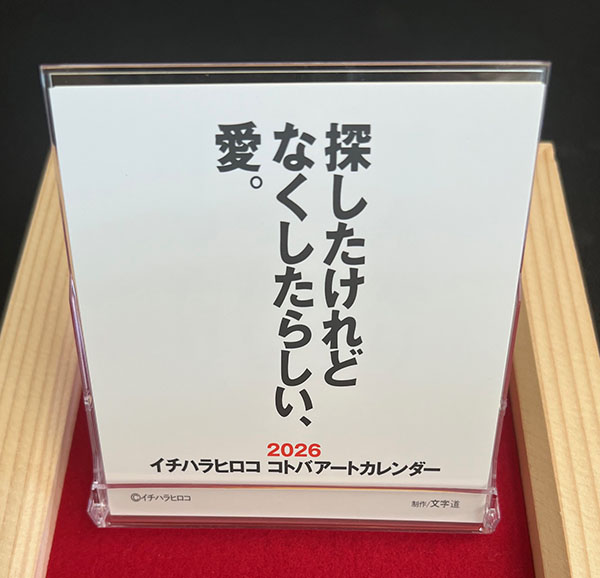 探したけれど
なくしたらしい、
愛。
2026
イチハラヒロコ コトバアートカレンダー
©イチハラヒロコ
制作/文字道